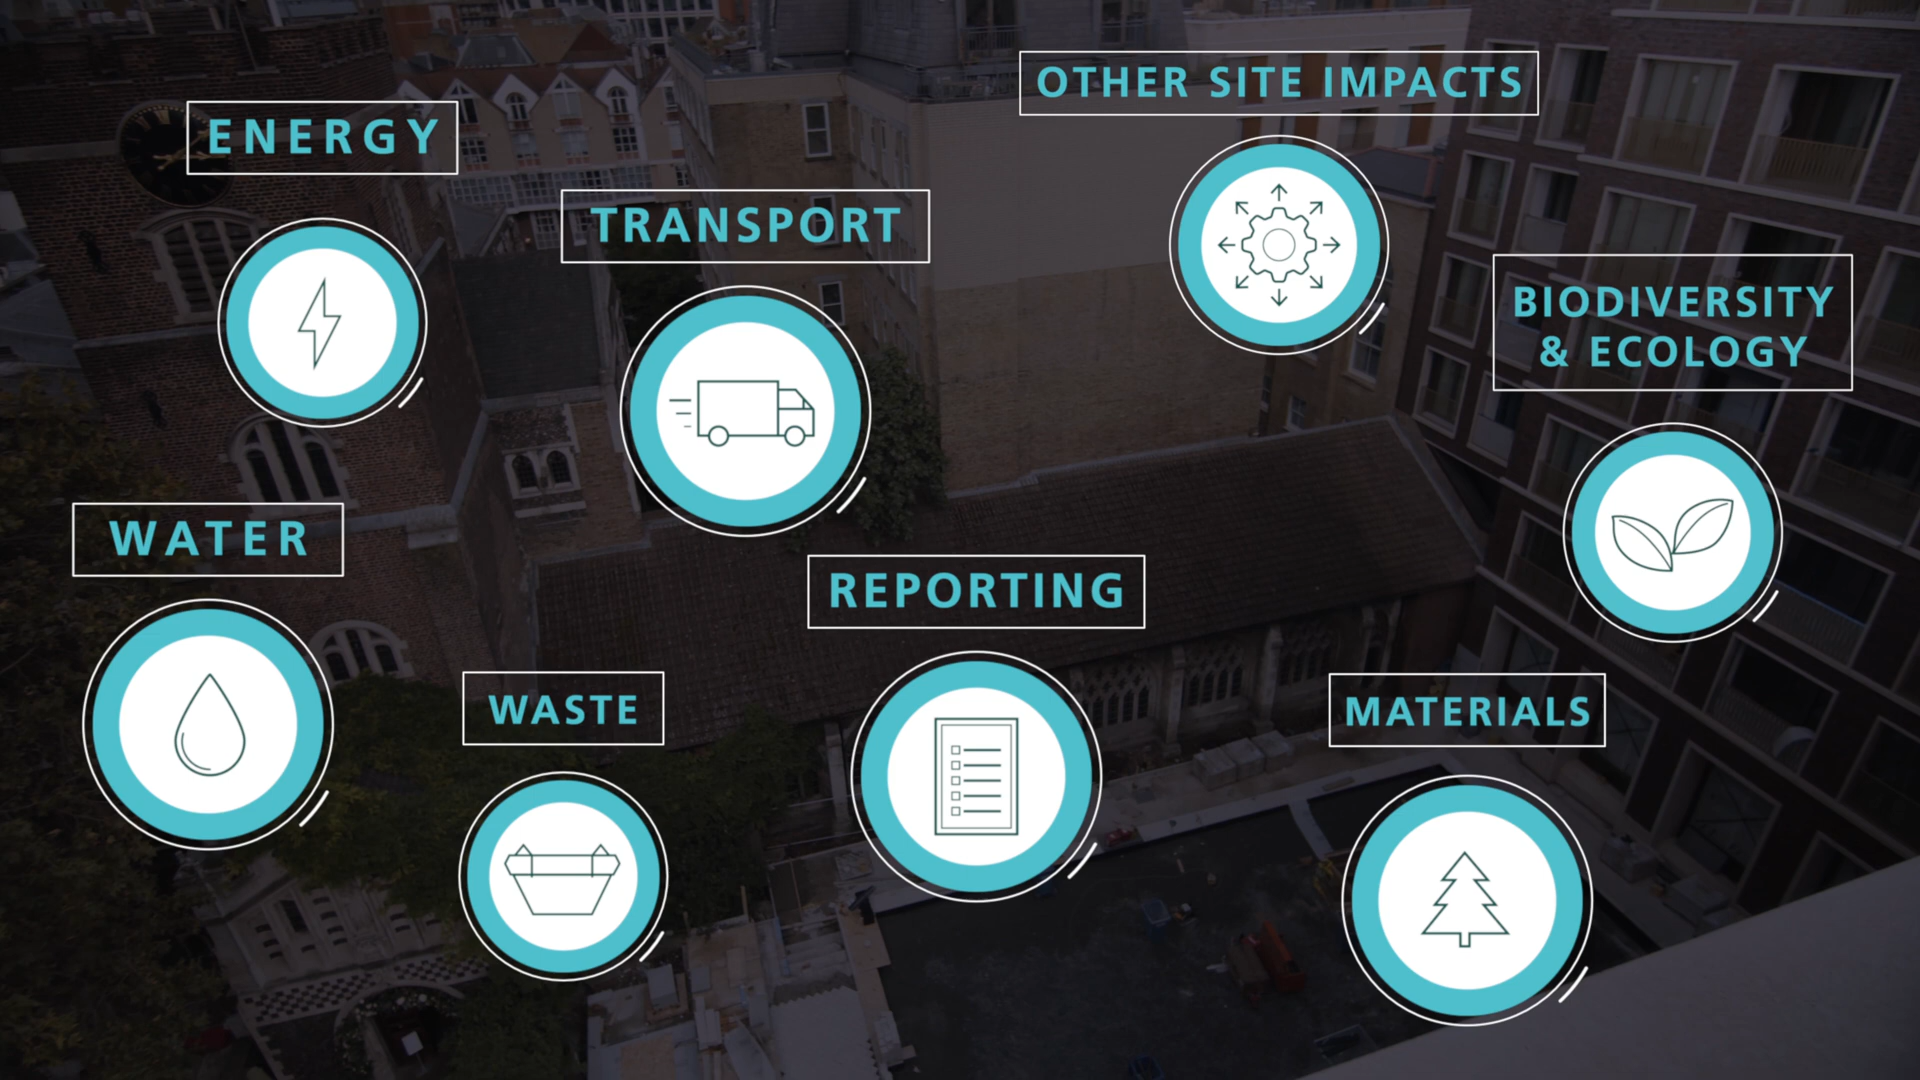 ENERGY
TRANSPORT
OTHER SITE IMPACTS
BIODIVERSITY
& ECOLOGY
WATER
WASTE
REPORTING
MATERIALS